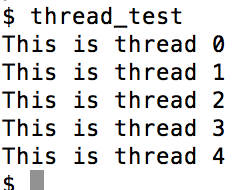 $ thread_test
This is thread 0
This is thread 1
This is thread 2
This is thread 3
This is thread 4
$